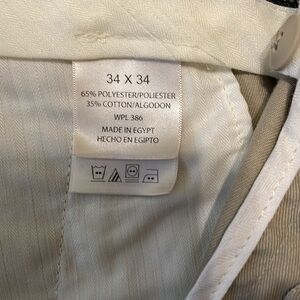 34 X 34
65% POLYESTER/POLIESTER
35% COTTON/ALGODON
WPL 386
MADE IN EGYPT
HECHO EN EGIPTO